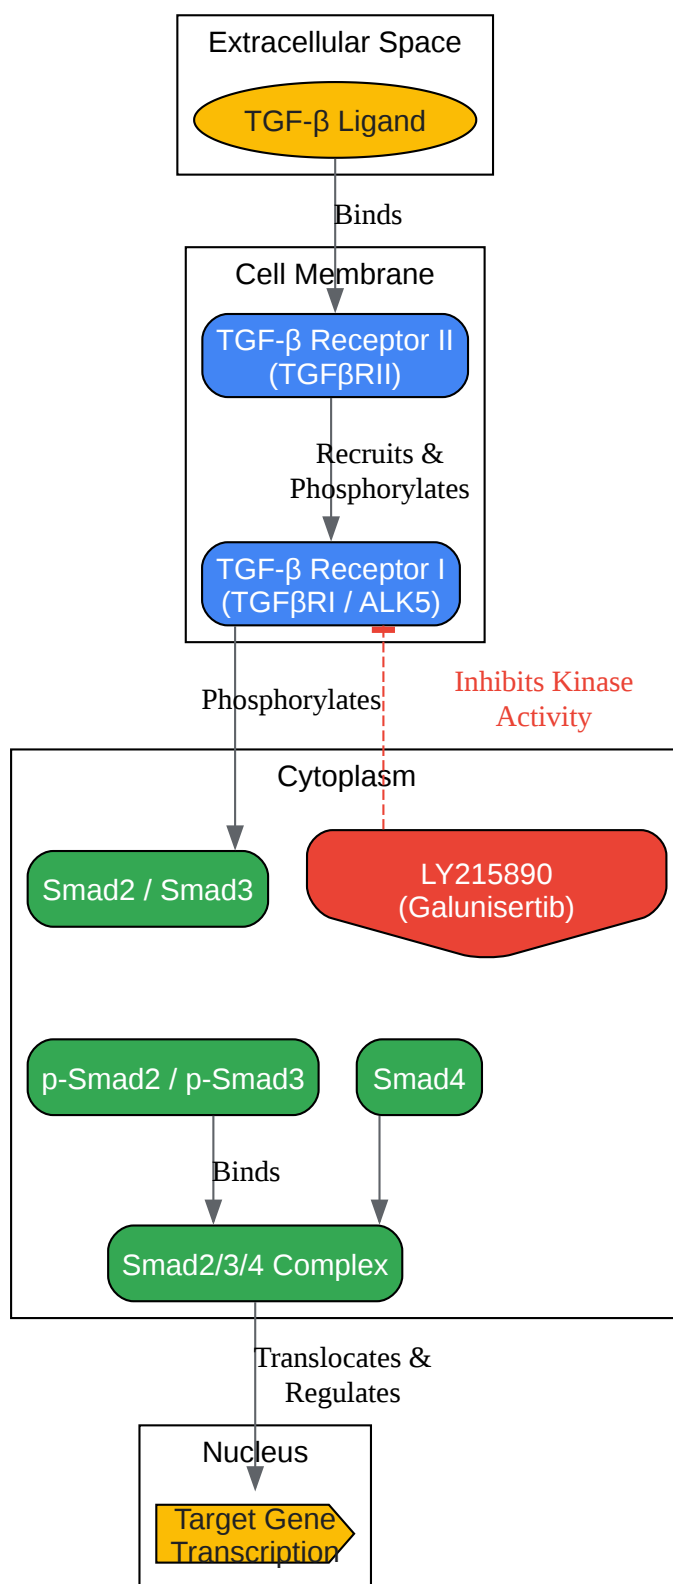 Extracellular Space
TGF-β Ligand
Binds
Cell Membrane
TGF-β Receptor II
(TGFβRII)
Recruits &
Phosphorylates
TGF-β Receptor I
(TGFβRI / ALK5)
Phosphorylates
Inhibits Kinase
Activity
Cytoplasm
Smad2 / Smad3
LY215890
(Galunisertib)
p-Smad2 / p-Smad3
Smad4
Binds
Smad2/3/4 Complex
Translocates &
Regulates
Nucleus
Target Gene
Transcription